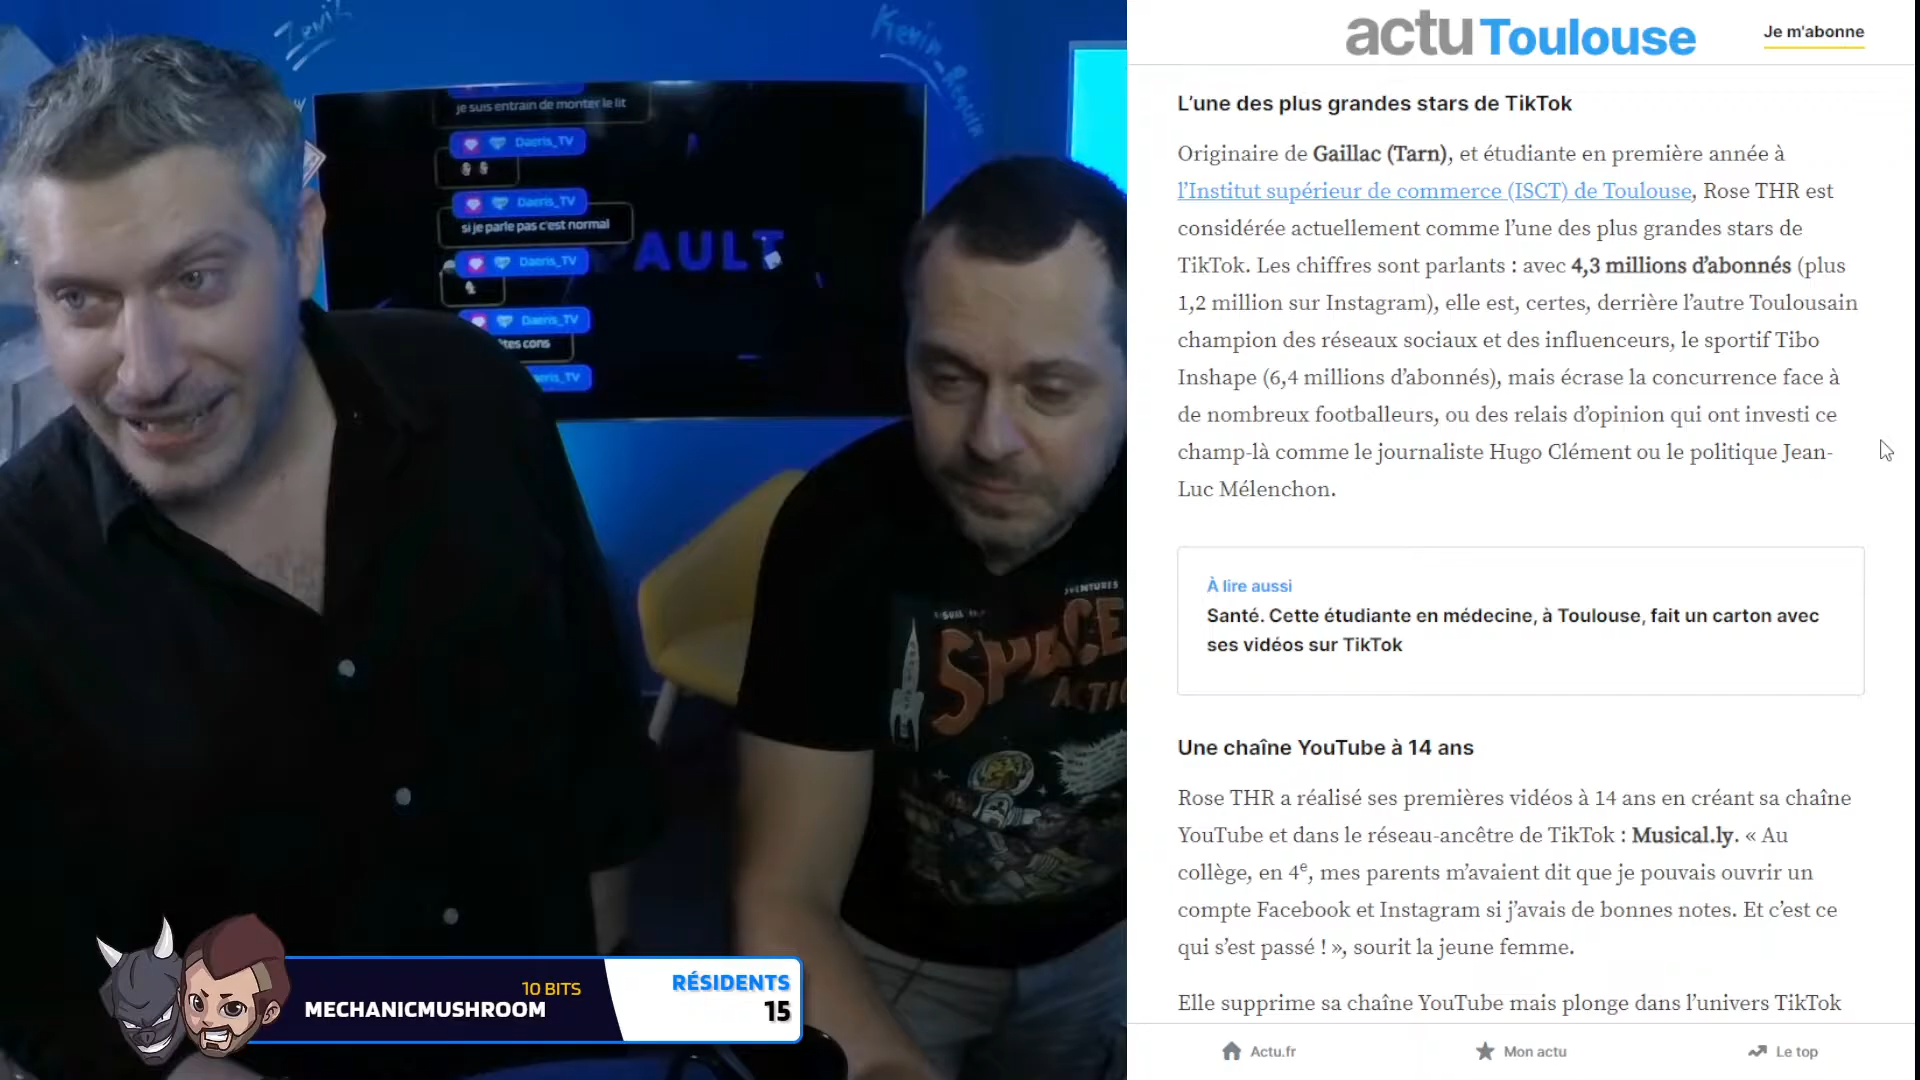 Zevi
Kevin_Requin
je suis entrain de monter le lit
Daeris_TV
Daeris_TV
si je parle pas c'est normal
Daeris_TV
Daeris_TV
tes cons
eris_TV
AULT
SPACE
ACTI
10 BITS
MECHANICMUSHROOM
RÉSIDENTS
15
actu Toulouse
Je m'abonne
L'une des plus grandes stars de TikTok
Originaire de Gaillac (Tarn), et étudiante en première année à
l'Institut supérieur de commerce (ISCT) de Toulouse, Rose THR est
considérée actuellement comme l'une des plus grandes stars de
TikTok. Les chiffres sont parlants : avec 4,3 millions d'abonnés (plus
1,2 million sur Instagram), elle est, certes, derrière l'autre Toulousain
champion des réseaux sociaux et des influenceurs, le sportif Tibo
Inshape (6,4 millions d'abonnés), mais écrase la concurrence face à
de nombreux footballeurs, ou des relais d'opinion qui ont investi ce
champ-là comme le journaliste Hugo Clément ou le politique Jean-
Luc Mélenchon.
À lire aussi
Santé. Cette étudiante en médecine, à Toulouse, fait un carton avec
ses vidéos sur TikTok
Une chaîne YouTube à 14 ans
Rose THR a réalisé ses premières vidéos à 14 ans en créant sa chaîne
YouTube et dans le réseau-ancêtre de TikTok : Musical.ly. « Au
collège, en 4e, mes parents m'avaient dit que je pouvais ouvrir un
compte Facebook et Instagram si j'avais de bonnes notes. Et c'est ce
qui s'est passé ! », sourit la jeune femme.
Elle supprime sa chaîne YouTube mais plonge dans l'univers TikTok
Actu.fr
Mon actu
Le top